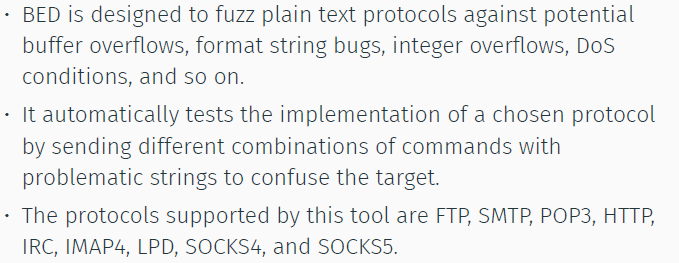 • BED is designed to fuzz plain text protocols against potential
buffer overflows, format string bugs, integer overflows, DoS
conditions, and so on.
• It automatically tests the implementation of a chosen protocol
by sending different combinations of commands with
problematic strings to confuse the target.
• The protocols supported by this tool are FTP, SMTP, POP3, HTTP,
IRC, IMAP4, LPD, SOCKS4, and SOCKS5.